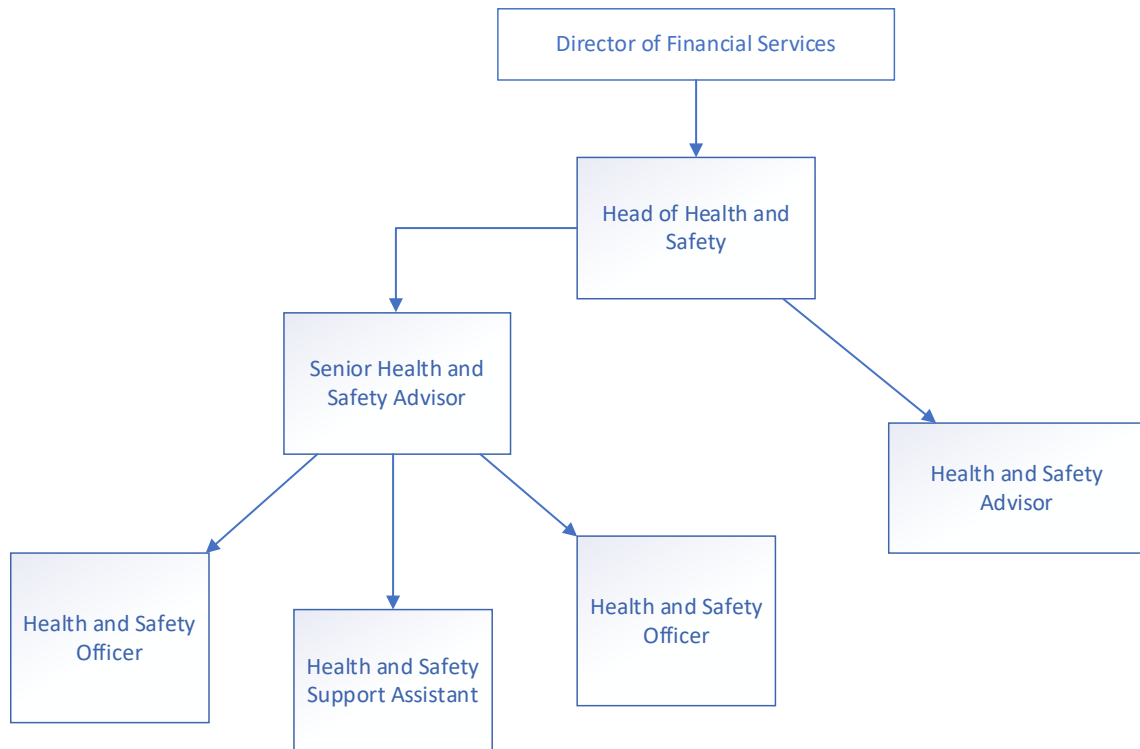 Director of Financial Services
Head of Health and
Safety
Senior Health and
Safety Advisor
Health and Safety
Advisor
Health and Safety
Officer
Health and Safety
Support Assistant
Health and Safety
Officer